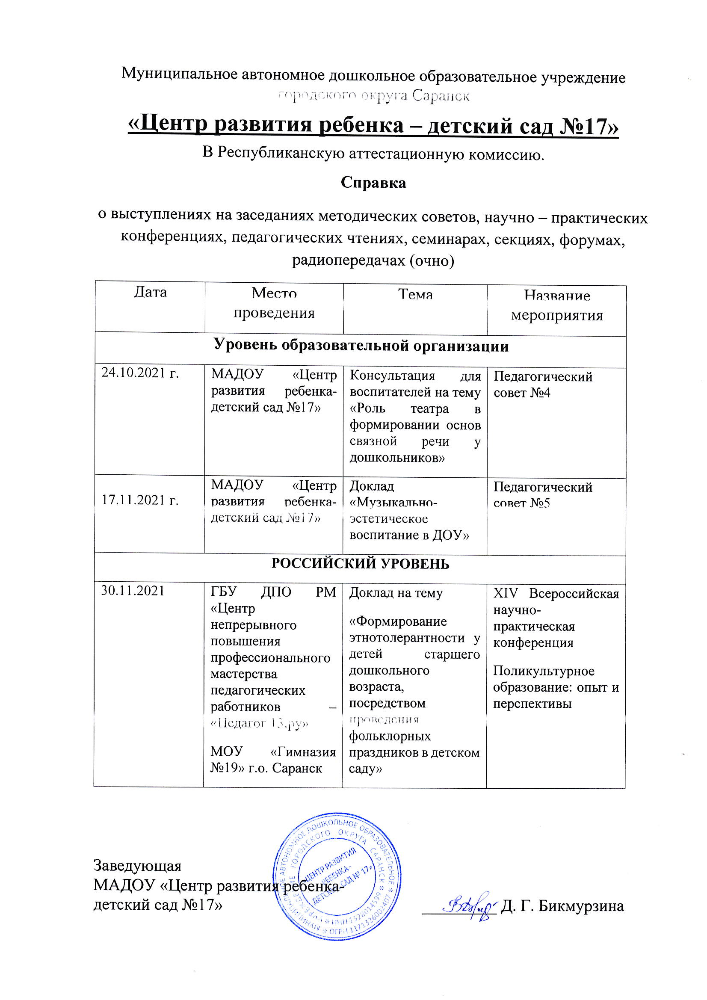 Муниципальное автономное дошкольное образовательное учреждение
городского округа Саранск
«Центр развития ребенка – детский сад №17»
В Республиканскую аттестационную комиссию.
Справка
о выступлениях на заседаниях методических советов, научно – практических
конференциях, педагогических чтениях, семинарах, секциях, форумах,
радиопередачах (очно)
Дата
Место
проведения
Тема
Название
мероприятия
Уровень образовательной организации
24.10.2021 г.
МАДОУ «Центр
развития ребенка-
детский сад №17»
Консультация для
воспитателей на тему
«Роль театра в
формировании основ
связной речи у
дошкольников»
Педагогический
совет №4
17.11.2021 г.
МАДОУ «Центр
развития ребенка-
детский сад №17»
Доклад
«Музыкально-
эстетическое
воспитание в ДОУ»
Педагогический
совет №5
РОССИЙСКИЙ УРОВЕНЬ
30.11.2021
ГБУ ДПО РМ
«Центр
непрерывного
повышения
профессионального
мастерства
педагогических
работников –
«Педагог 13.ру»
МОУ «Гимназия
№19» г.о. Саранск
Доклад на тему
«Формирование
этнотолерантности у
детей старшего
дошкольного
возраста,
посредством
проведения
фольклорных
праздников в детском
саду»
XIV Всероссийская
научно-
практическая
конференция
Поликультурное
образование: опыт и
перспективы
Заведующая
МАДОУ «Центр развития ребенка-
детский сад №17»
Д. Г. Бикмурзина
МУНИЦИПАЛЬНОЕ АВТОНОМНОЕ ДОШКОЛЬНОЕ ОБРАЗОВАТЕЛЬНОЕ
УЧРЕЖДЕНИЕ ГОРОДСКОГО ОКРУГА САРАНСК
* ИНН 1328014599 *
* ОГРН 1171326002407 *
«ЦЕНТР РАЗВИТИЯ
РЕБЕНКА-
ДЕТСКИЙ САД № 17»